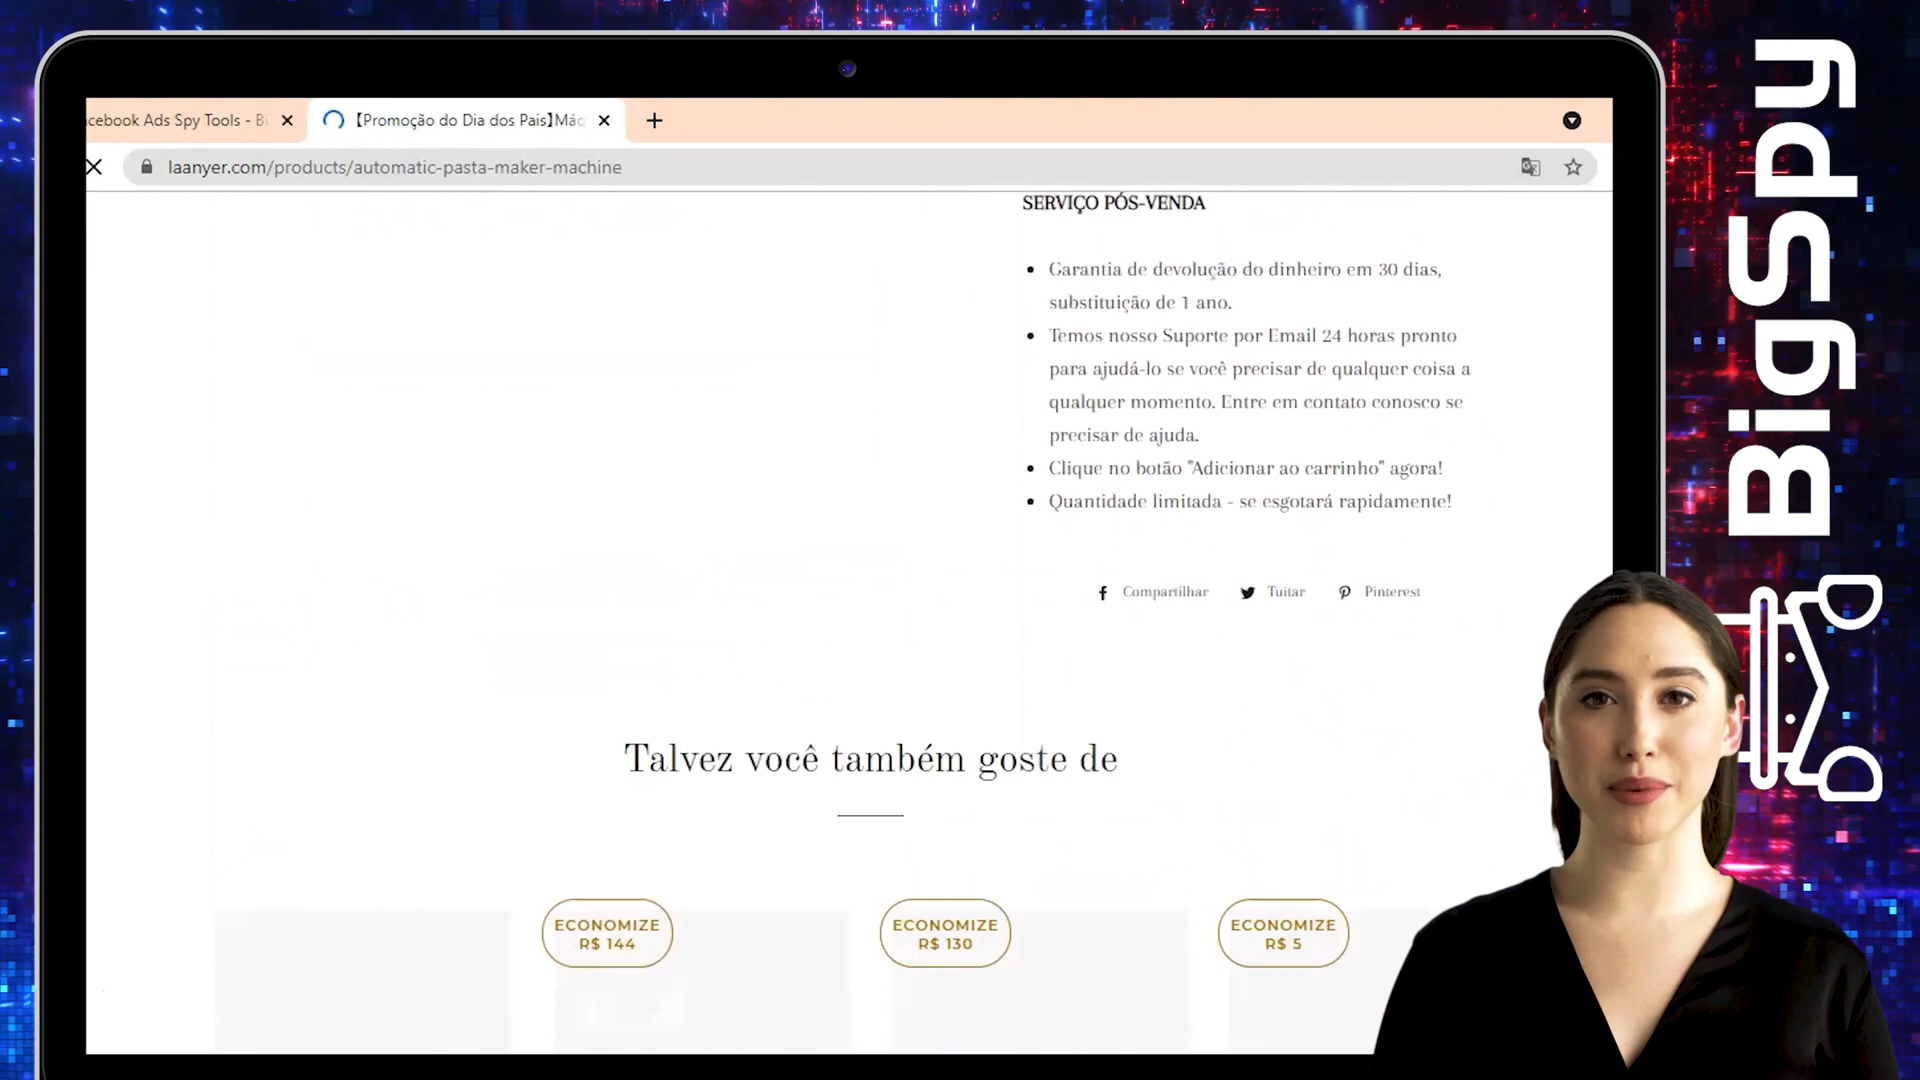 cebook Ads Spy Tools - Bi
【Promoção do Dia dos Pais】Máq
laanyer.com/products/automatic-pasta-maker-machine
SERVIÇO PÓS-VENDA
Garantia de devolução do dinheiro em 30 dias,
substituição de 1 ano.
Temos nosso Suporte por Email 24 horas pronto
para ajudá-lo se você precisar de qualquer coisa a
qualquer momento. Entre em contato conosco se
precisar de ajuda.
Clique no botão "Adicionar ao carrinho" agora!
Quantidade limitada - se esgotará rapidamente!
Compartilhar
Tuitar
Pinterest
Talvez você também goste de
ECONOMIZE
R$ 144
ECONOMIZE
R$ 130
ECONOMIZE
R$ 5
BigSpy